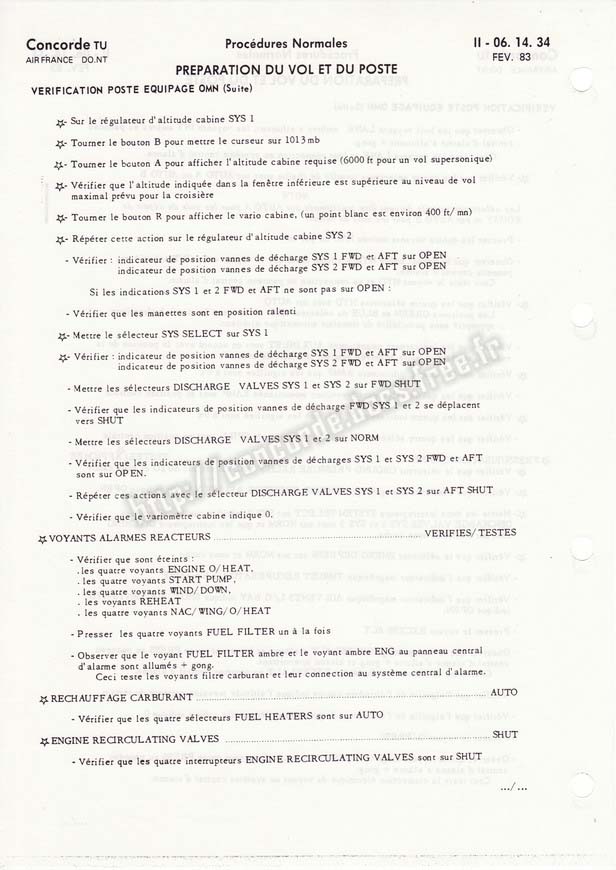 Concorde TU
AIR FRANCE DO.NT
Procédures Normales
II - 06. 14. 34
FEV. 83
PREPARATION DU VOL ET DU POSTE
VERIFICATION POSTE EQUIPAGE OMN (Suite)
☆- Sur le régulateur d'altitude cabine SYS 1
☆- Tourner le bouton B pour mettre le curseur sur 1013 mb
☆- Tourner le bouton A pour afficher l'altitude cabine requise (6000 ft pour un vol supersonique)
☆- Vérifier que l'altitude indiquée dans la fenêtre inférieure est supérieure au niveau de vol
maximal prévu pour la croisière
☆- Tourner le bouton R pour afficher le vario cabine, (un point blanc est environ 400 ft/mn)
☆- Répéter cette action sur le régulateur d'altitude cabine SYS 2
- Vérifier : indicateur de position vannes de décharge SYS 1 FWD et AFT sur OPEN
indicateur de position vannes de décharge SYS 2 FWD et AFT sur OPEN
Si les indications SYS 1 et 2 FWD et AFT ne sont pas sur OPEN :
- Vérifier que les manettes sont en position ralenti
☆- Mettre le sélecteur SYS SELECT sur SYS 1
☆- Vérifier : indicateur de position vannes de décharge SYS 1 FWD et AFT sur OPEN
indicateur de position vannes de décharge SYS 2 FWD et AFT sur OPEN
- Mettre les sélecteurs DISCHARGE VALVES SYS 1 et SYS 2 sur FWD SHUT
- Vérifier que les indicateurs de position vannes de décharge FWD SYS 1 et 2 se déplacent
vers SHUT
- Mettre les sélecteurs DISCHARGE VALVES SYS 1 et 2 sur NORM
- Vérifier que les indicateurs de position vannes de décharges SYS 1 et SYS 2 FWD et AFT
sont sur OPEN.
- Répéter ces actions avec le sélecteur DISCHARGE VALVES SYS 1 et SYS 2 sur AFT SHUT
- Vérifier que le variomètre cabine indique 0.
☆ VOYANTS ALARMES REACTEURS ........ VERIFIES/TESTES
- Vérifier que sont éteints :
. les quatre voyants ENGINE O/HEAT,
. les quatre voyants START PUMP,
. les quatre voyants WIND/DOWN,
. les voyants REHEAT
. les quatre voyants NAC/WING/O/HEAT
- Presser les quatre voyants FUEL FILTER un à la fois
- Observer que le voyant FUEL FILTER ambre et le voyant ambre ENG au panneau central
d'alarme sont allumés + gong.
Ceci teste les voyants filtre carburant et leur connection au système central d'alarme.
☆ RECHAUFFAGE CARBURANT ........ AUTO
- Vérifier que les quatre sélecteurs FUEL HEATERS sont sur AUTO
☆ ENGINE RECIRCULATING VALVES ........ SHUT
- Vérifier que les quatre interrupteurs ENGINE RECIRCULATING VALVES sont sur SHUT
.../...
http://concorde.hars.free.fr